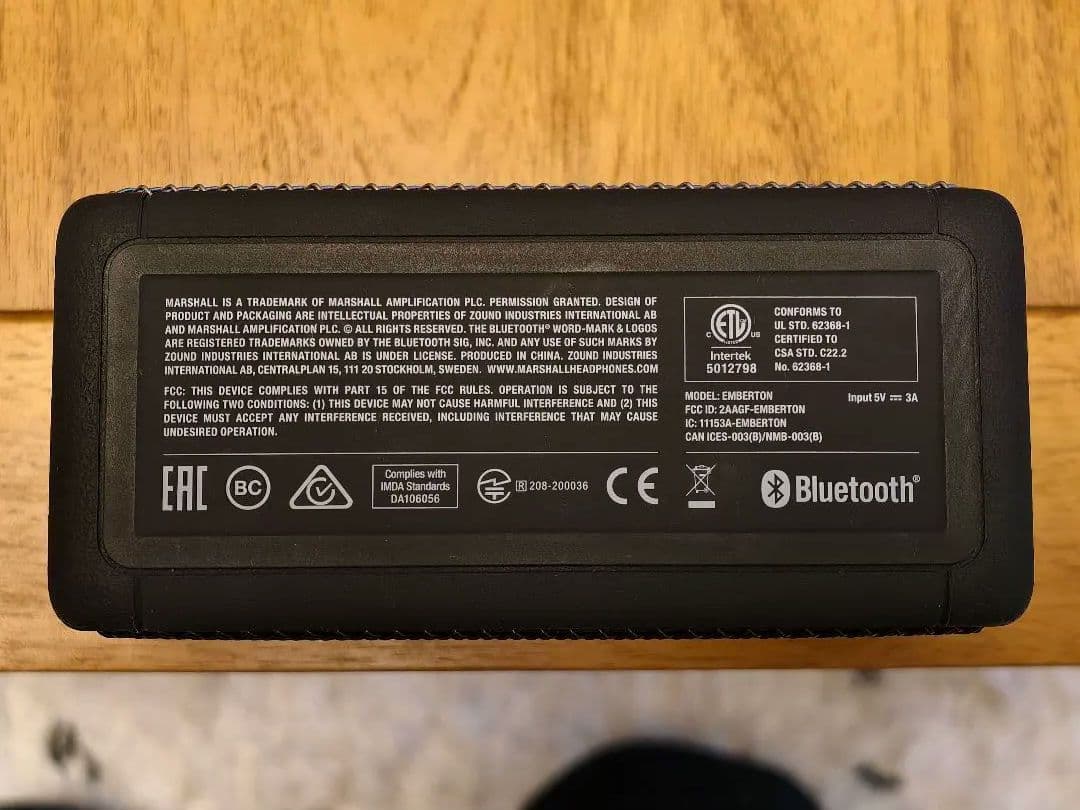 MARSHALL IS A TRADEMARK OF MARSHALL AMPLIFICATION PLC. PERMISSION GRANTED. DESIGN OF
PRODUCT AND PACKAGING ARE INTELLECTUAL PROPERTIES OF ZOUND INDUSTRIES INTERNATIONAL AB
AND MARSHALL AMPLIFICATION PLC. © ALL RIGHTS RESERVED. THE BLUETOOTH® WORD-MARK & LOGOS
ARE REGISTERED TRADEMARKS OWNED BY THE BLUETOOTH SIG, INC. AND ANY USE OF SUCH MARKS BY
ZOUND INDUSTRIES INTERNATIONAL AB IS UNDER LICENSE. PRODUCED IN CHINA. ZOUND INDUSTRIES
INTERNATIONAL AB, CENTRALPLAN 15, 111 20 STOCKHOLM, SWEDEN. WWW.MARSHALLHEADPHONES.COM
FCC: THIS DEVICE COMPLIES WITH PART 15 OF THE FCC RULES. OPERATION IS SUBJECT TO THE
FOLLOWING TWO CONDITIONS: (1) THIS DEVICE MAY NOT CAUSE HARMFUL INTERFERENCE AND (2) THIS
DEVICE MUST ACCEPT ANY INTERFERENCE RECEIVED, INCLUDING INTERFERENCE THAT MAY CAUSE
UNDESIRED OPERATION.
C ETL US
LISTED
Intertek
5012798
CONFORMS TO
UL STD. 62368-1
CERTIFIED TO
CSA STD. C22.2
No. 62368-1
MODEL: EMBERTON Input 5V ⎓ 3A
FCC ID: 2AAGF-EMBERTON
IC: 11153A-EMBERTON
CAN ICES-003(B)/NMB-003(B)
EAC
BC
Complies with
IMDA Standards
DA106056
R 208-200036
CE
Bluetooth®